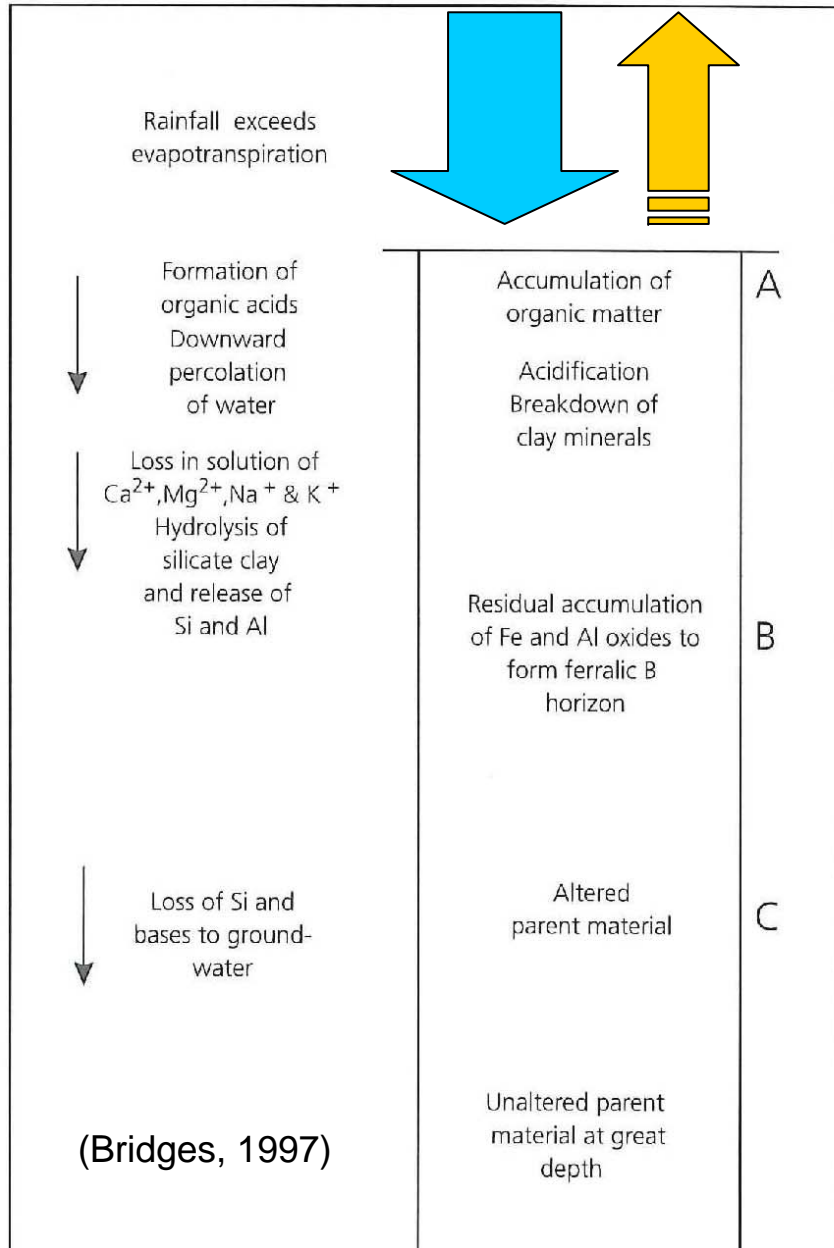 Rainfall exceeds
evapotranspiration
Formation of
organic acids
Downward
percolation
of water
Accumulation of
organic matter
A
Acidification
Breakdown of
clay minerals
Loss in solution of
Ca²⁺,Mg²⁺,Na⁺ & K⁺
Hydrolysis of
silicate clay
and release of
Si and Al
Residual accumulation
of Fe and Al oxides to
form ferralic B
horizon
B
Loss of Si and
bases to ground-
water
Altered
parent material
C
Unaltered parent
material at great
depth
(Bridges, 1997)